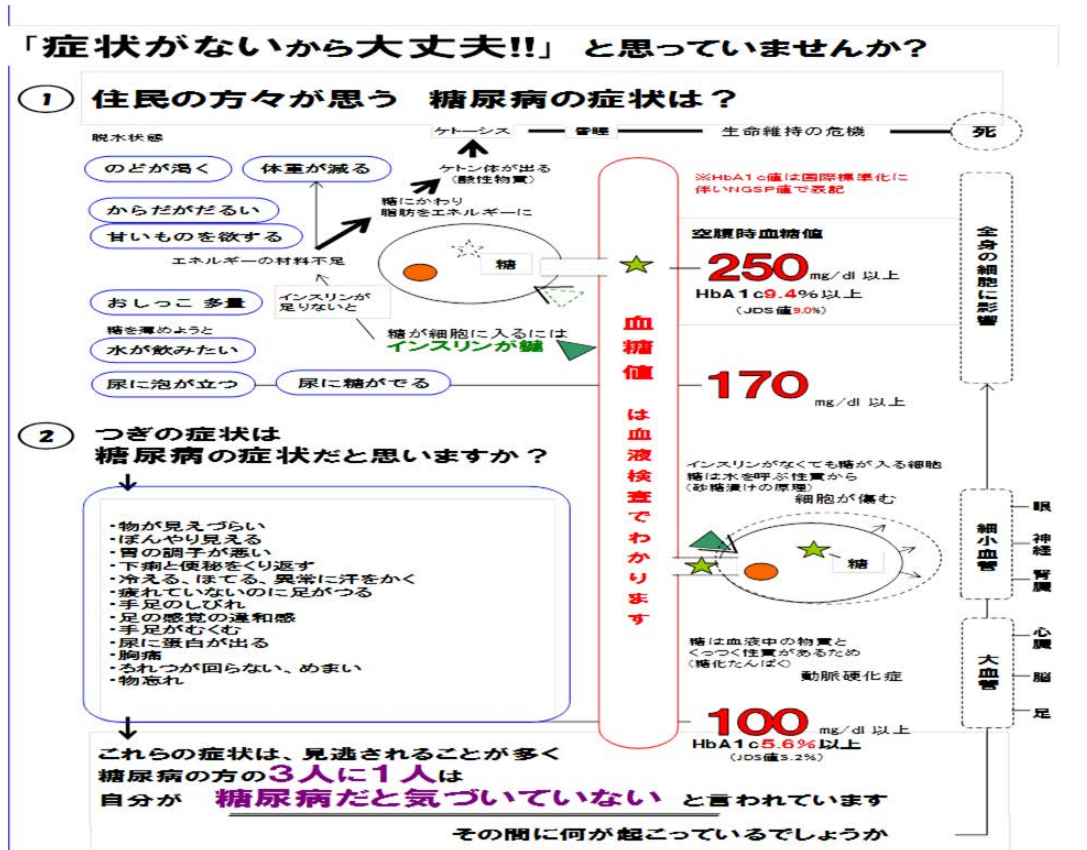 「症状がないから大丈夫!!」 と思っていませんか？
① 住民の方々が思う 糖尿病の症状は？
脱水状態
ケトーシス
昏睡
生命維持の危機
死
のどが渇く
体重が減る
ケトン体が出る
（酸性物質）
※HbA1c値は国際標準化に
伴いNGSP値で表記
からだがだるい
糖にかわり
脂肪をエネルギーに
甘いものを欲する
エネルギーの材料不足
糖
空腹時血糖値
250 mg/dl 以上
HbA1c9.4%以上
（JDS値9.0%）
全身の細胞に影響
おしっこ 多量
インスリンが
足りないと
糖を薄めようと
水が飲みたい
糖が細胞に入るには
インスリンが鍵
尿に泡が立つ
尿に糖がでる
170 mg/dl 以上
血糖値は血液検査でわかります
② つぎの症状は
糖尿病の症状だと思いますか？
・物が見えづらい
・ぼんやり見える
・胃の調子が悪い
・下痢と便秘をくり返す
・冷える、ほてる、異常に汗をかく
・疲れていないのに足がつる
・手足のしびれ
・足の感覚の違和感
・手足がむくむ
・尿に蛋白が出る
・胸痛
・ろれつが回らない、めまい
・物忘れ
インスリンがなくても糖が入る細胞
糖は水を呼ぶ性質から
（砂糖漬けの原理）
細胞が傷む
糖
細小血管
眼
神経
腎臓
糖は血液中の物質と
くっつく性質があるため
（糖化たんぱく）
動脈硬化症
大血管
心臓
脳
足
100 mg/dl 以上
HbA1c5.6%以上
（JDS値5.2%）
これらの症状は、見逃されることが多く
糖尿病の方の3人に1人は
自分が 糖尿病だと気づいていない と言われています
その間に何が起こっているでしょうか